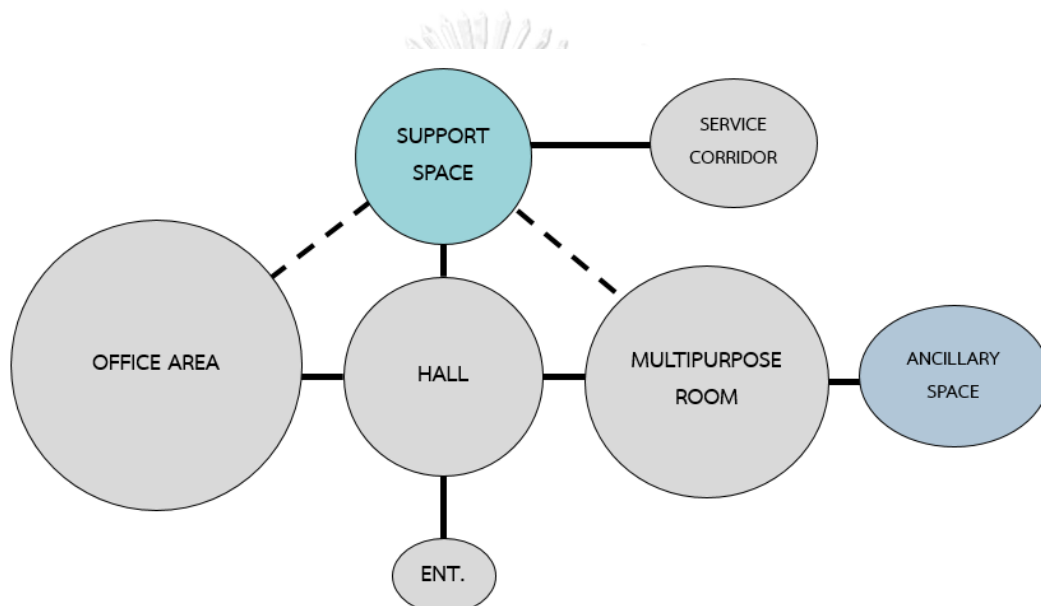 SUPPORT
SPACE
SERVICE
CORRIDOR
OFFICE AREA
HALL
MULTIPURPOSE
ROOM
ANCILLARY
SPACE
ENT.